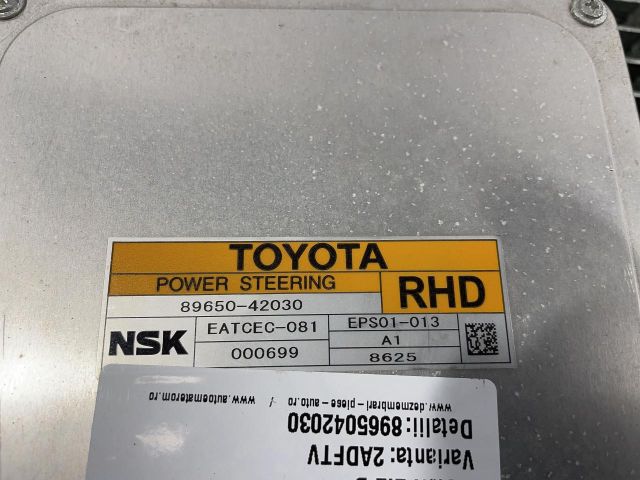 TOYOTA
POWER STEERING
RHD
89650-42030
NSK
EATCEC-081
EPS01-013
000699
A1
8625
www.dezmembrari-piese-auto.ro / www.autoematerom.ro
Detalii: 8965042030
Varianta: 2ADFTV